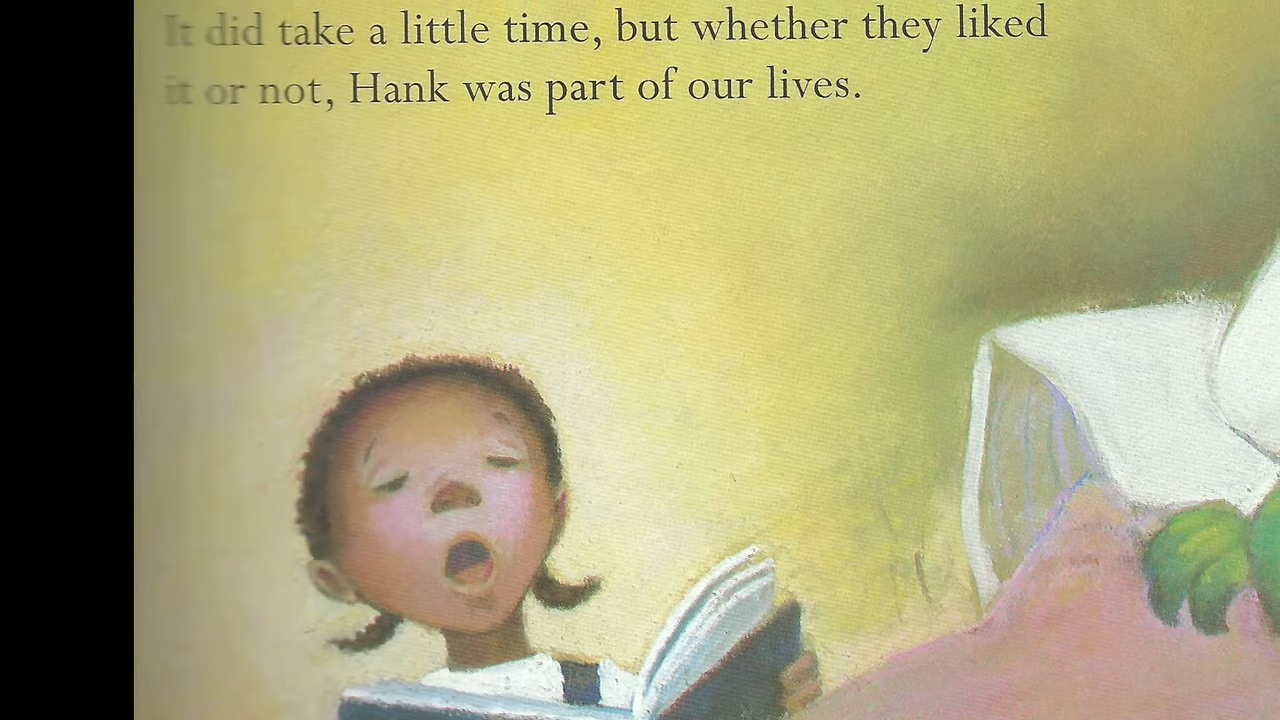 It did take a little time, but whether they liked
it or not, Hank was part of our lives.